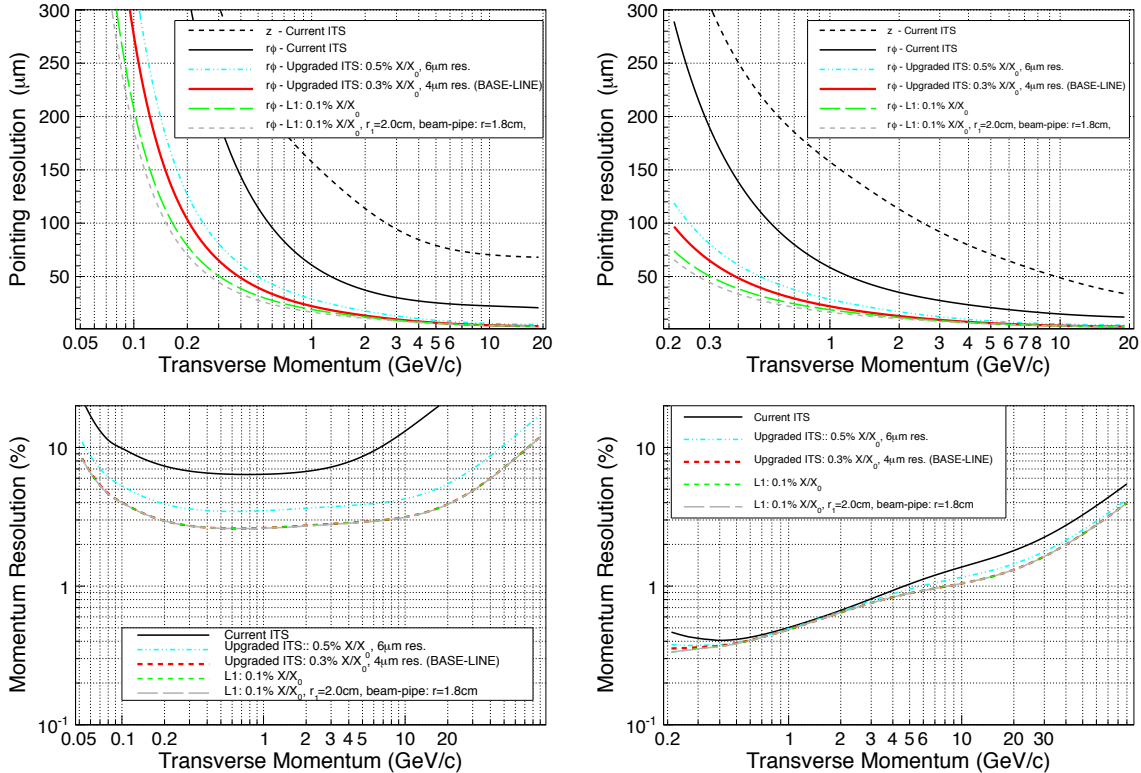 Pointing resolution (μm)
300
250
200
150
100
50
z - Current ITS
rφ - Current ITS
rφ - Upgraded ITS: 0.5% X/X0, 6μm res.
rφ - Upgraded ITS: 0.3% X/X0, 4μm res. (BASE-LINE)
rφ - L1: 0.1% X/X0
rφ - L1: 0.1% X/X0, r1=2.0cm, beam-pipe: r=1.8cm,
0.05 0.1 0.2 0.3 1 2 3 4 5 6 10 20
Transverse Momentum (GeV/c)
Pointing resolution (μm)
300
250
200
150
100
50
z - Current ITS
rφ - Current ITS
rφ - Upgraded ITS: 0.5% X/X0, 6μm res.
rφ - Upgraded ITS: 0.3% X/X0, 4μm res. (BASE-LINE)
rφ - L1: 0.1% X/X0
rφ - L1: 0.1% X/X0, r1=2.0cm, beam-pipe: r=1.8cm,
0.2 0.3 1 2 3 4 5 6 7 8 10 20
Transverse Momentum (GeV/c)
Momentum Resolution (%)
10
1
10-1
Current ITS
Upgraded ITS:: 0.5% X/X0, 6μm res.
Upgraded ITS: 0.3% X/X0, 4μm res. (BASE-LINE)
L1: 0.1% X/X0
L1: 0.1% X/X0, r1=2.0cm, beam-pipe: r=1.8cm
0.05 0.1 0.2 1 2 3 4 5 10 20
Transverse Momentum (GeV/c)
Momentum Resolution (%)
10
1
10-1
Current ITS
Upgraded ITS:: 0.5% X/X0, 6μm res.
Upgraded ITS: 0.3% X/X0, 4μm res. (BASE-LINE)
L1: 0.1% X/X0
L1: 0.1% X/X0, r1=2.0cm, beam-pipe: r=1.8cm
0.2 1 2 3 4 5 6 10 20 30
Transverse Momentum (GeV/c)